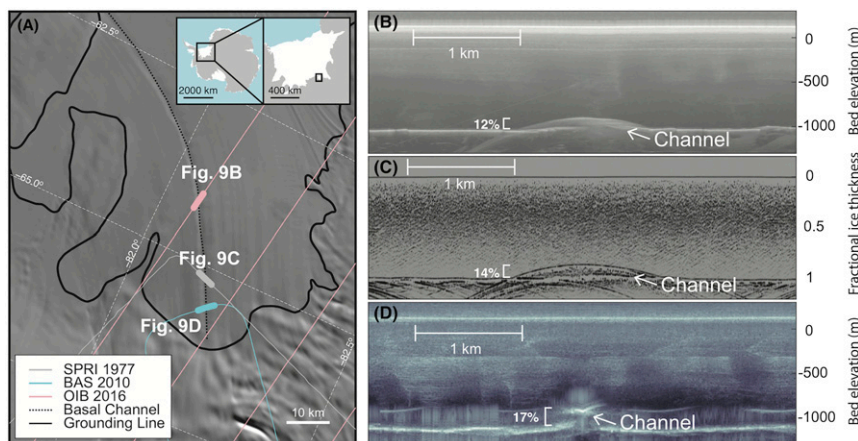 (A)
-62.5°
2000 km
400 km
Fig. 9B
-65.0°
-82.0°
Fig. 9C
Fig. 9D
-82.5°
SPRI 1977
BAS 2010
OIB 2016
Basal Channel
Grounding Line
10 km
(B)
1 km
12%
Channel
0
-500
-1000
Bed elevation (m)
(C)
1 km
14%
Channel
0
0.5
1
Fractional ice thickness
(D)
1 km
17%
Channel
0
-500
-1000
Bed elevation (m)